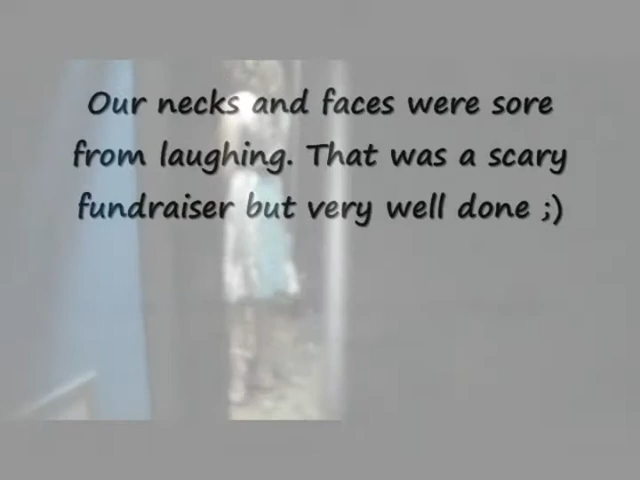 Our necks and faces were sore
from laughing. That was a scary
fundraiser but very well done ;)